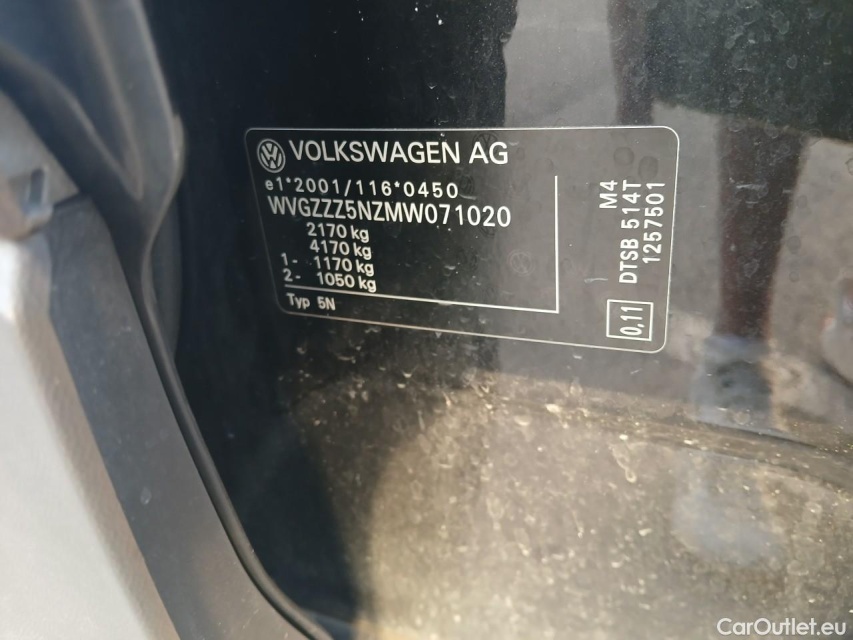 VOLKSWAGEN AG
e1*2001/116*0450
WVGZZZ5NZMW071020
2170 kg
4170 kg
1- 1170 kg
2- 1050 kg
Typ 5N
M4
DTSB 514T
1257501
0,11
CarOutlet.eu